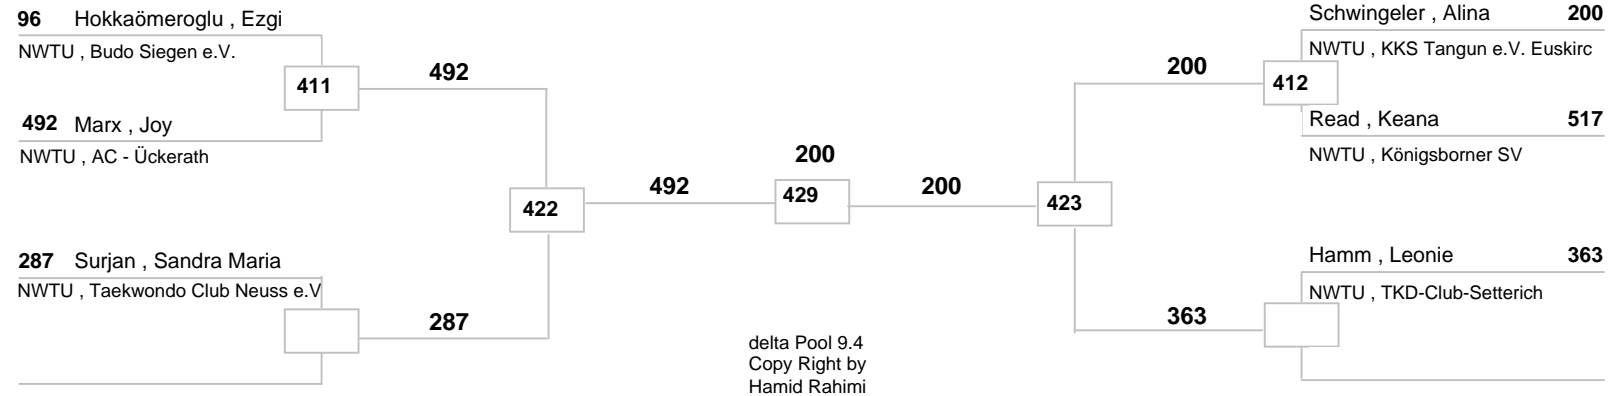 96 Hokkaömeroglu , Ezgi
NWTU , Budo Siegen e.V.
411
492
492 Marx , Joy
NWTU , AC - Ückerath
422
492
287 Surjan , Sandra Maria
NWTU , Taekwondo Club Neuss e.V
287
200
429
200
delta Pool 9.4
Copy Right by
Hamid Rahimi
Schwingeler , Alina 200
NWTU , KKS Tangun e.V. Euskirc
200
412
Read , Keana 517
NWTU , Königsborner SV
423
Hamm , Leonie 363
NWTU , TKD-Club-Setterich
363